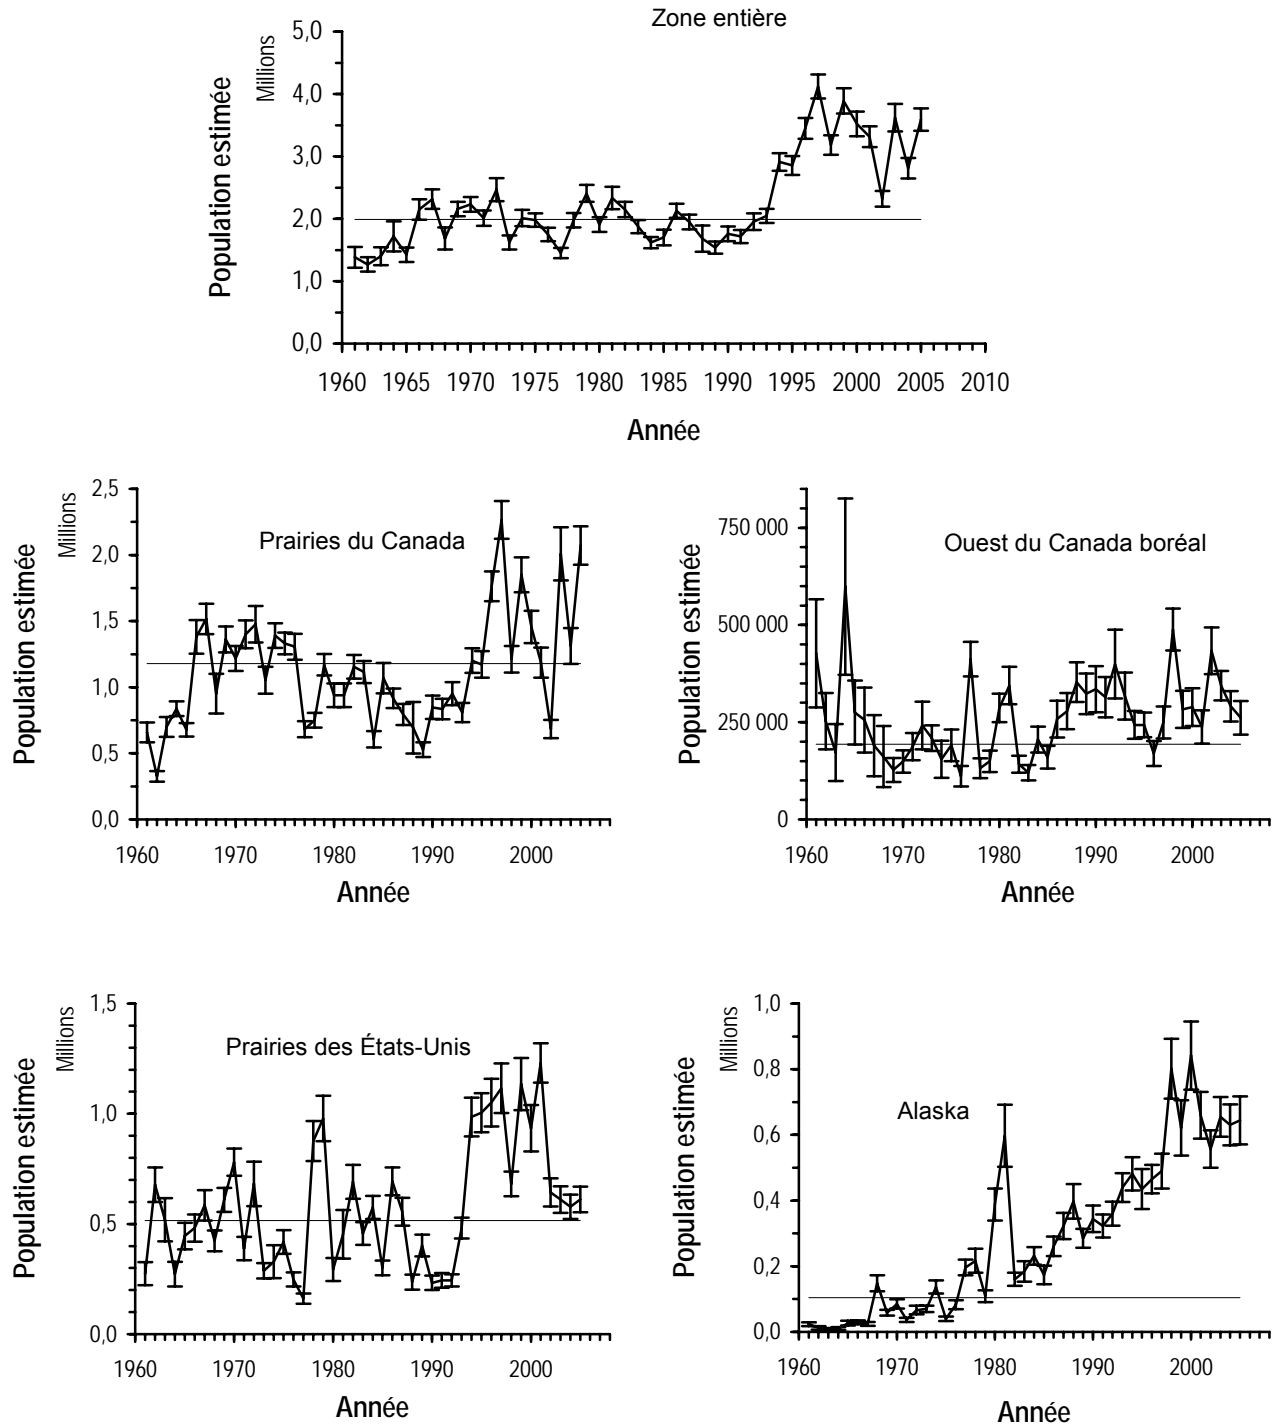 Zone entière
Millions
Population estimée
5,0
4,0
3,0
2,0
1,0
0,0
1960 1965 1970 1975 1980 1985 1990 1995 2000 2005 2010
Année
Prairies du Canada
Millions
Population estimée
2,5
2,0
1,5
1,0
0,5
0,0
1960 1970 1980 1990 2000
Année
Ouest du Canada boréal
Population estimée
750 000
500 000
250 000
0
1960 1970 1980 1990 2000
Année
Prairies des États-Unis
Millions
Population estimée
1,5
1,0
0,5
0,0
1960 1970 1980 1990 2000
Année
Alaska
Millions
Population estimée
1,0
0,8
0,6
0,4
0,2
0,0
1960 1970 1980 1990 2000
Année